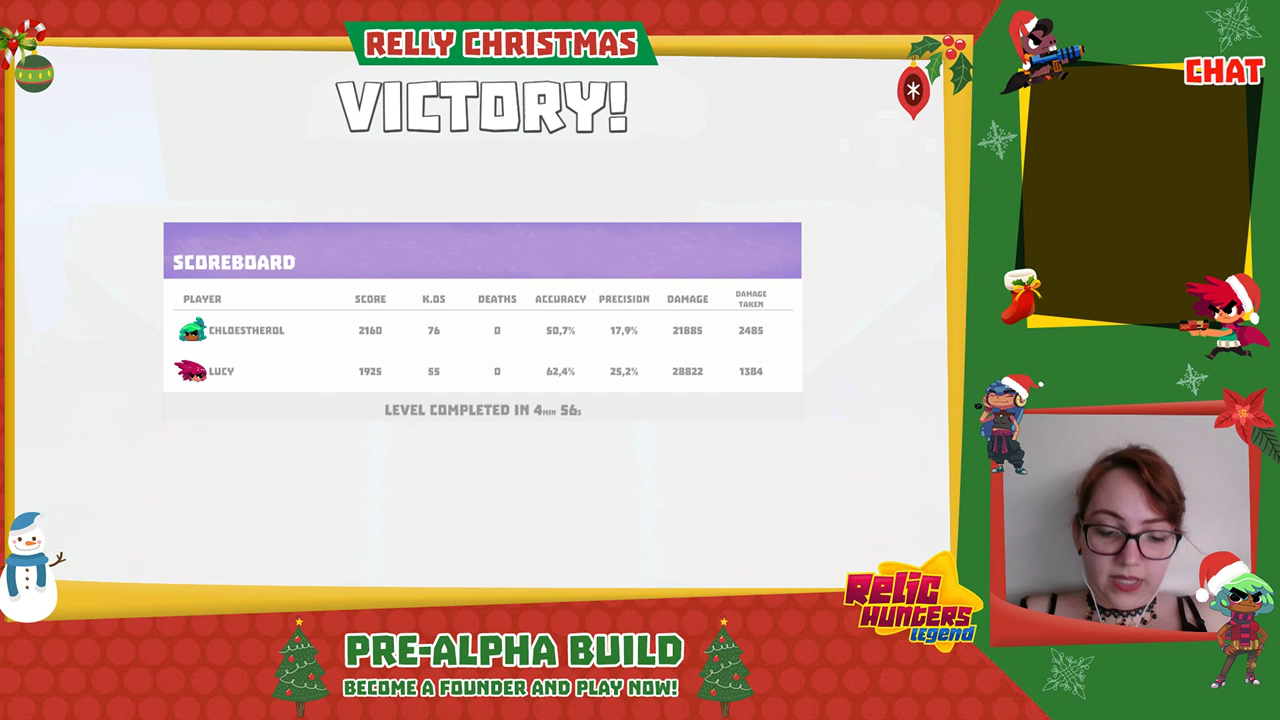 RELLY CHRISTMAS
VICTORY!
CHAT
SCOREBOARD
PLAYER SCORE K.OS DEATHS ACCURACY PRECISION DAMAGE DAMAGE TAKEN
CHLOESTHEROL 2160 76 0 50,7% 17,9% 21885 2485
LUCY 1925 55 0 62,4% 25,2% 28822 1384
LEVEL COMPLETED IN 4MIN 56S
RELIC
HUNTERS
LEGEND
PRE-ALPHA BUILD
BECOME A FOUNDER AND PLAY NOW!